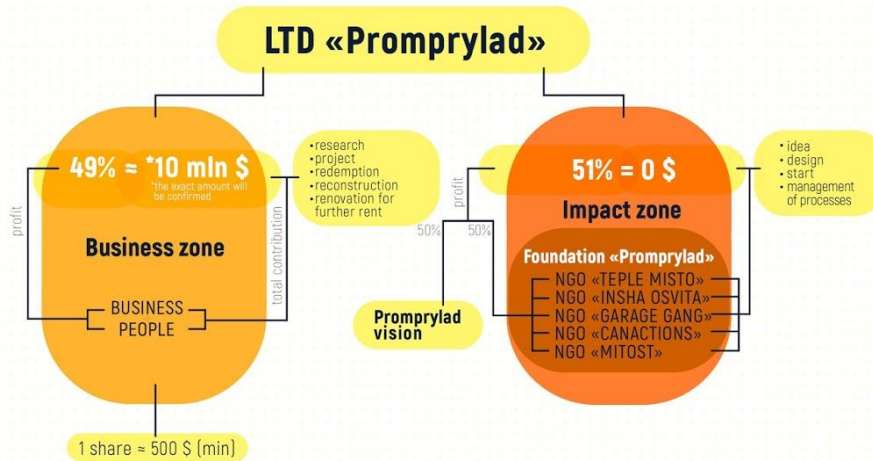 LTD «Promprylad»
49% ≈ *10 mln $
*the exact amount will
be confirmed
profit
Business zone
total contribution
BUSINESS
PEOPLE
1 share ≈ 500 $ (min)
•research
•project
•redemption
•reconstruction
•renovation for
further rent
51% = 0 $
profit
50%
50%
Impact zone
Promprylad
vision
Foundation «Promprylad»
NGO «TEPLE MISTO»
NGO «INSHA OSVITA»
NGO «GARAGE GANG»
NGO «CANACTIONS»
NGO «MITOST»
• idea
• design
• start
• management
of processes